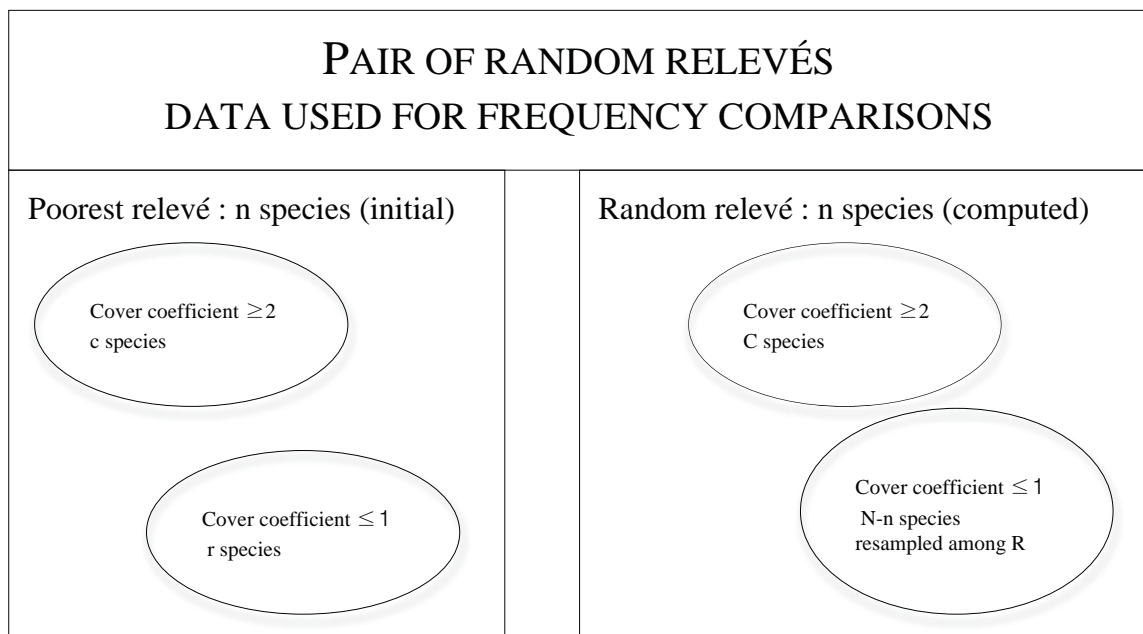 PAIR OF RANDOM RELEVÉS
DATA USED FOR FREQUENCY COMPARISONS
Poorest relevé : n species (initial)
Cover coefficient ≥2
c species
Cover coefficient ≤ 1
r species
Random relevé : n species (computed)
Cover coefficient ≥2
C species
Cover coefficient ≤ 1
N-n species
resampled among R